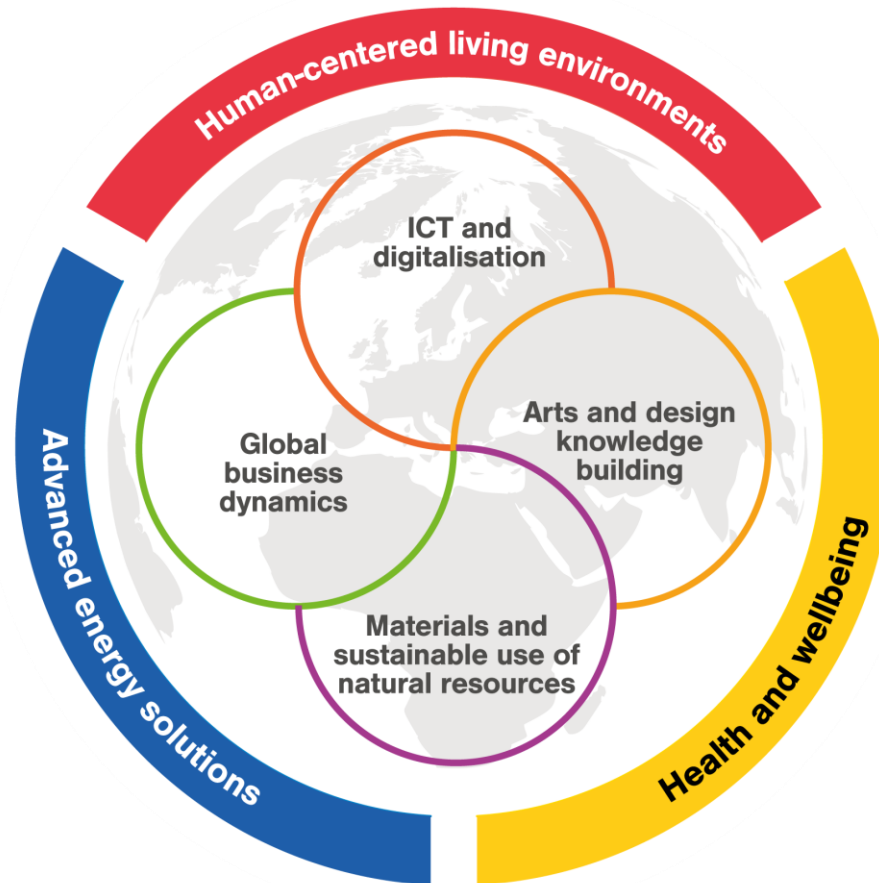 Human-centered living environments
ICT and
digitalisation
Arts and design
knowledge
building
Global
business
dynamics
Materials and
sustainable use of
natural resources
Advanced energy solutions
Health and wellbeing